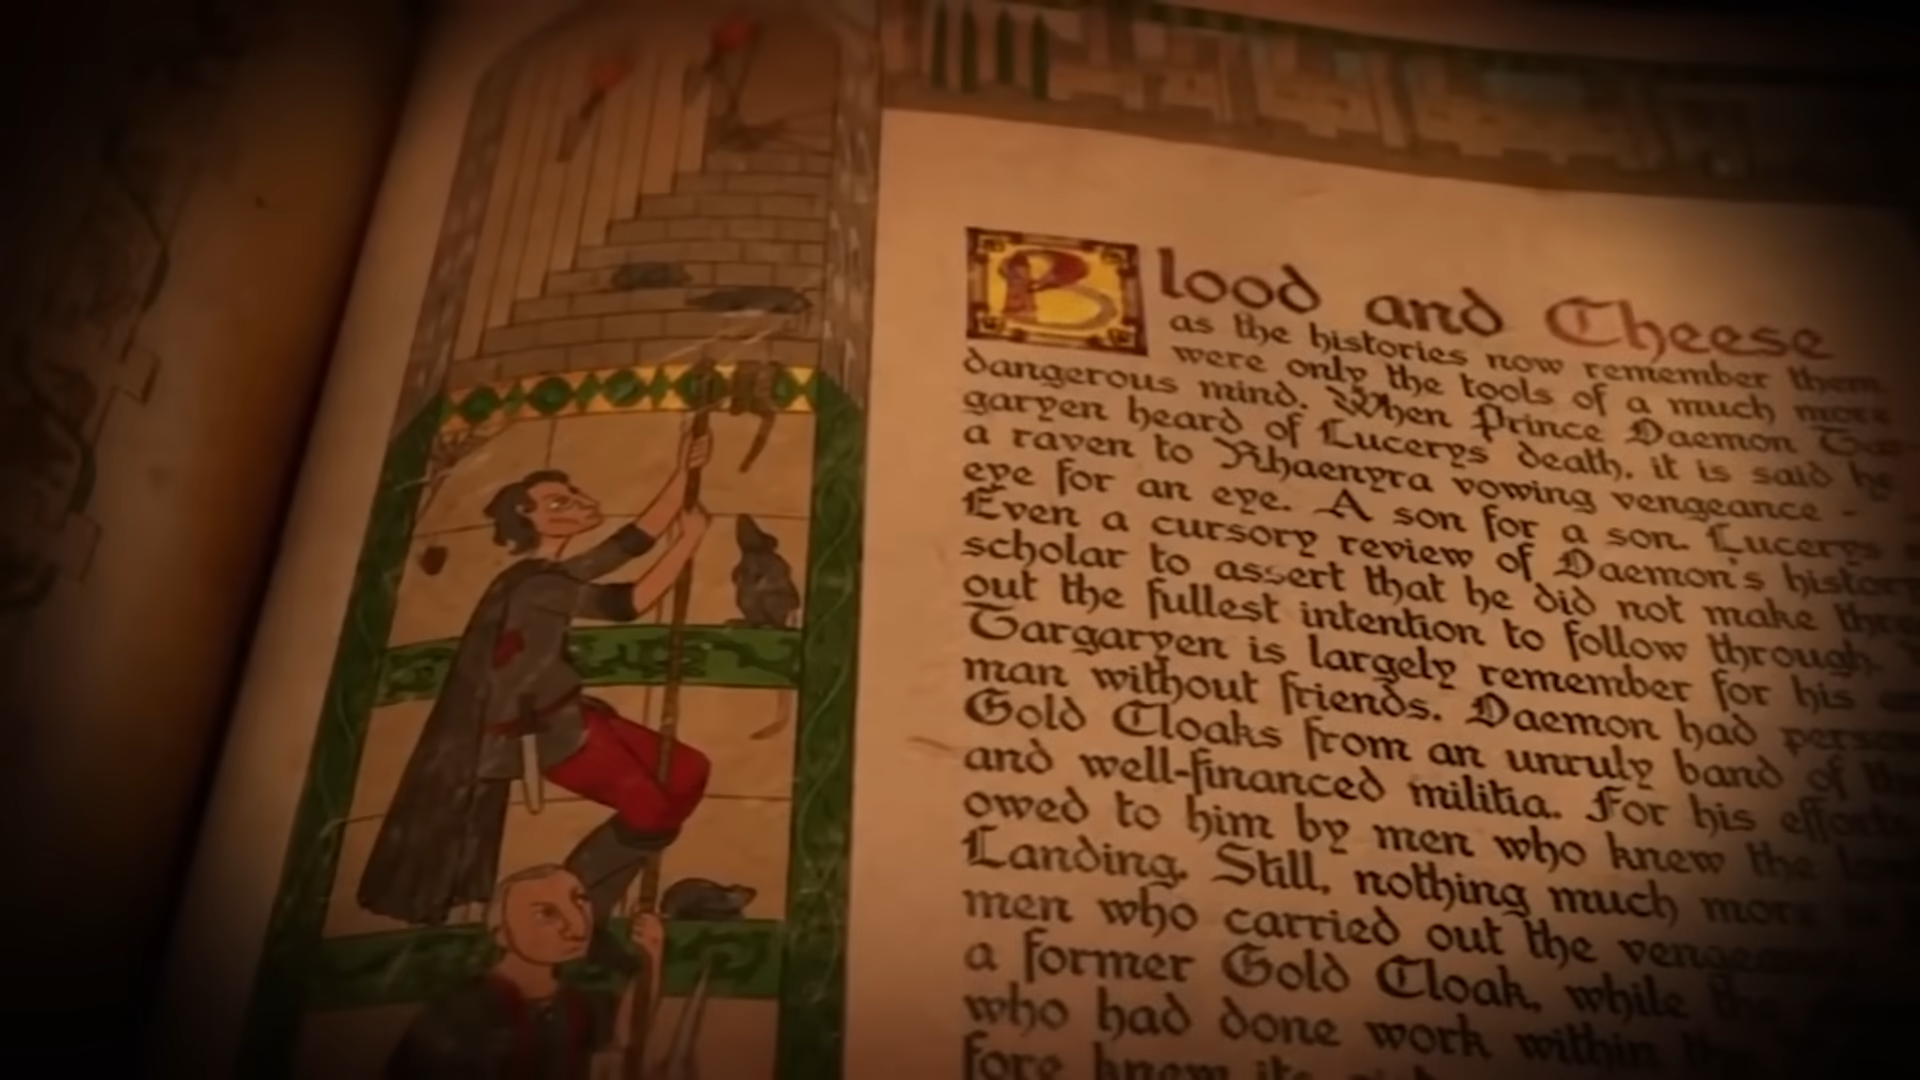 Blood and Cheese
as the histories now remember them
were only the tools of a much more
dangerous mind. When Prince Daemon
garyen heard of Lucerys' death, it is said he
a raven to Rhaenyra vowing vengeance -
eye for an eye. A son for a son. Lucerys
Even a cursory review of Daemon's history
scholar to assert that he did not make
out the fullest intention to follow through.
Targaryen is largely remember for his
man without friends. Daemon had
Gold Cloaks from an unruly band of
and well-financed militia. For his efforts
owed to him by men who knew the
Landing. Still, nothing much more
men who carried out the
a former Gold Cloak, while
who had done work within
fore knew its